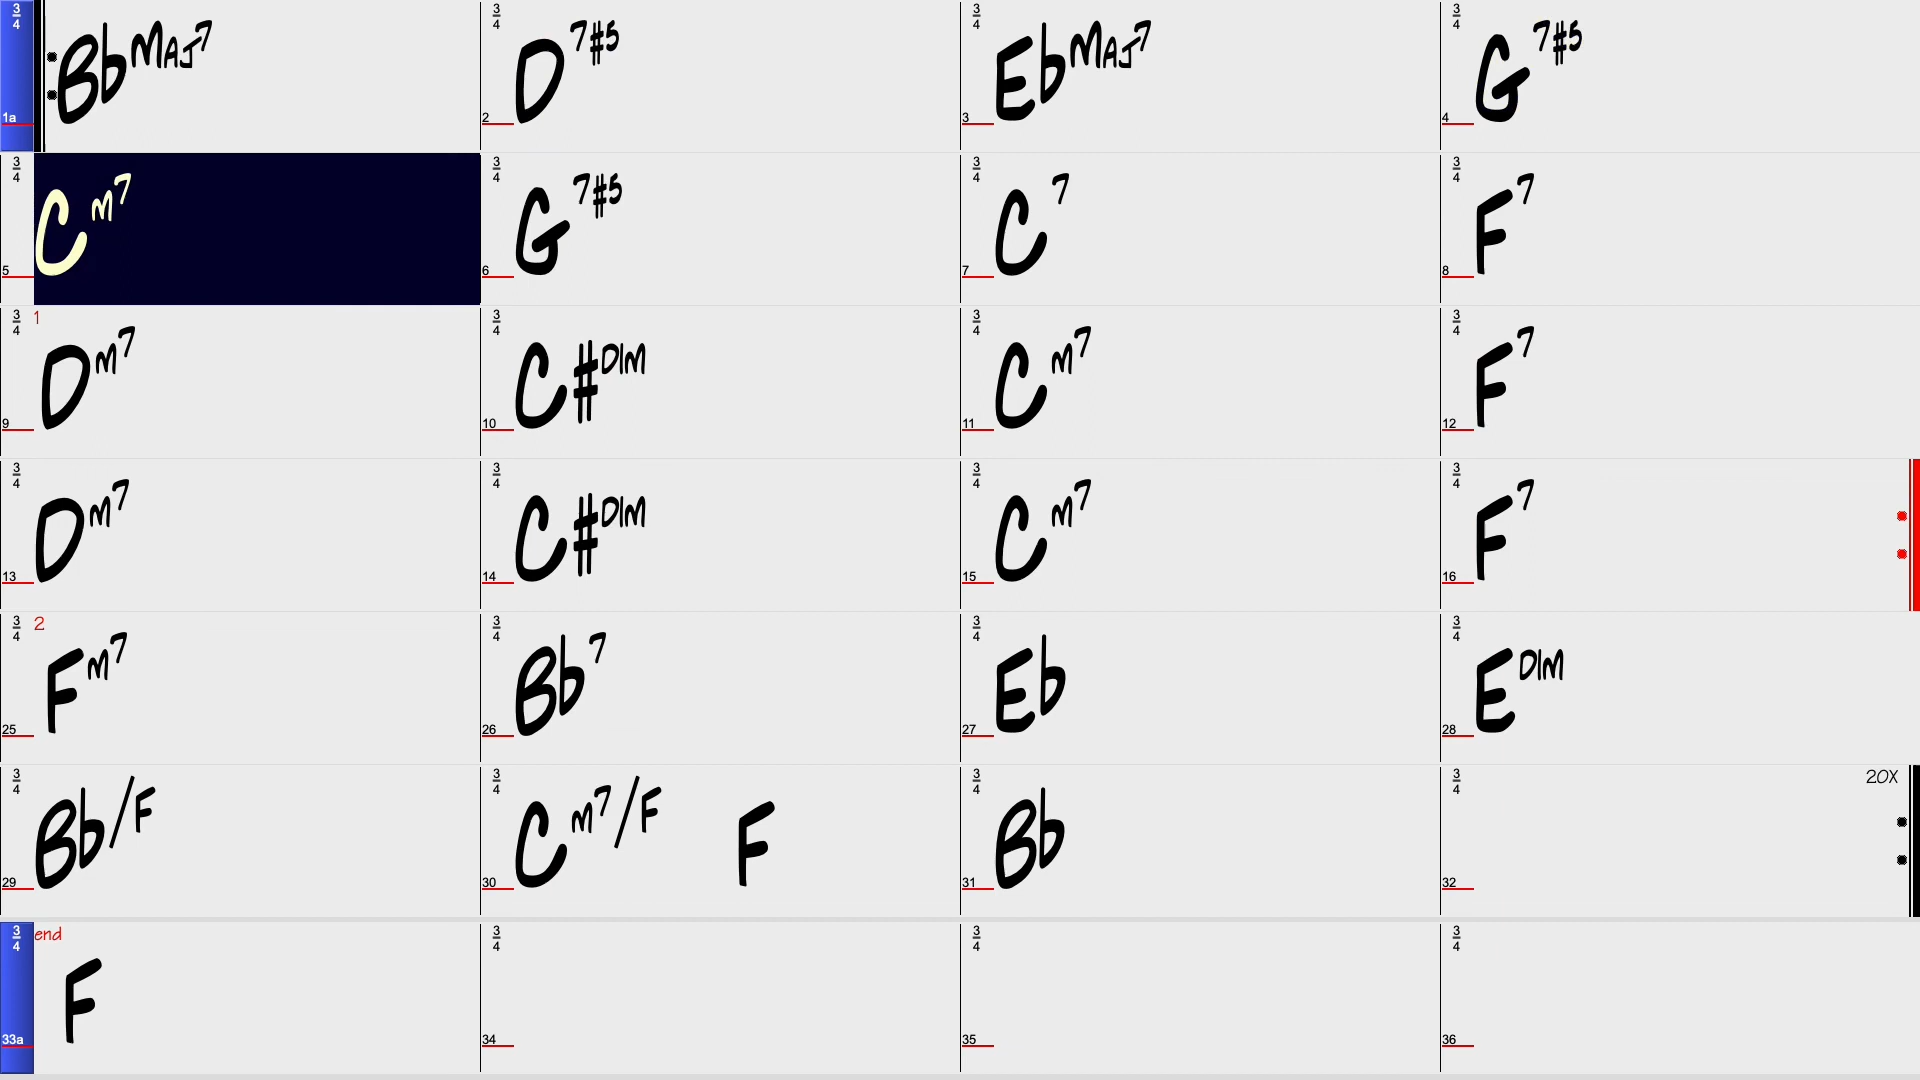 3/4 BbMAJ7 3/4 D7#5 3/4 EbMAJ7 3/4 G7#5
1a 2 3 4
3/4 Cm7 3/4 G7#5 3/4 C7 3/4 F7
5 6 7 8
3/4 1 Dm7 3/4 C#DIM 3/4 Cm7 3/4 F7
9 10 11 12
3/4 Dm7 3/4 C#DIM 3/4 Cm7 3/4 F7
13 14 15 16
3/4 2 Fm7 3/4 Bb7 3/4 Eb 3/4 EDIM
25 26 27 28
3/4 Bb/F 3/4 Cm7/F F 3/4 Bb 3/4 20X
29 30 31 32
3/4 end F 3/4 3/4 3/4
33a 34 35 36